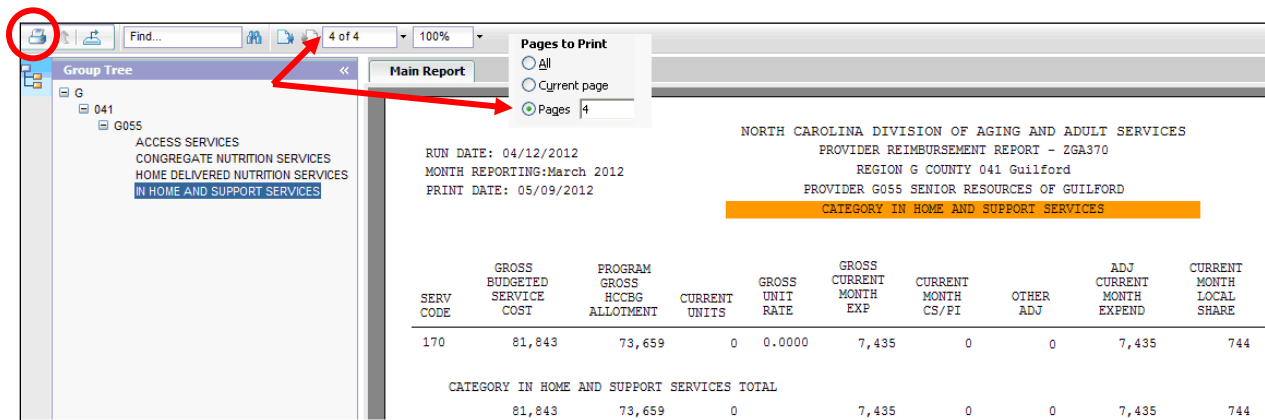 Find...
4 of 4
100%
Pages to Print
All
Current page
Pages 4
Group Tree «
Main Report
G
041
G055
ACCESS SERVICES
CONGREGATE NUTRITION SERVICES
HOME DELIVERED NUTRITION SERVICES
IN HOME AND SUPPORT SERVICES
NORTH CAROLINA DIVISION OF AGING AND ADULT SERVICES
RUN DATE: 04/12/2012 PROVIDER REIMBURSEMENT REPORT - ZGA370
MONTH REPORTING:March 2012 REGION G COUNTY 041 Guilford
PRINT DATE: 05/09/2012 PROVIDER G055 SENIOR RESOURCES OF GUILFORD
CATEGORY IN HOME AND SUPPORT SERVICES
SERV CODE
GROSS BUDGETED SERVICE COST
PROGRAM GROSS HCCBG ALLOTMENT
CURRENT UNITS
GROSS UNIT RATE
GROSS CURRENT MONTH EXP
CURRENT MONTH CS/PI
OTHER ADJ
ADJ CURRENT MONTH EXPEND
CURRENT MONTH LOCAL SHARE
170 81,843 73,659 0 0.0000 7,435 0 0 7,435 744
CATEGORY IN HOME AND SUPPORT SERVICES TOTAL
81,843 73,659 0 7,435 0 0 7,435 744